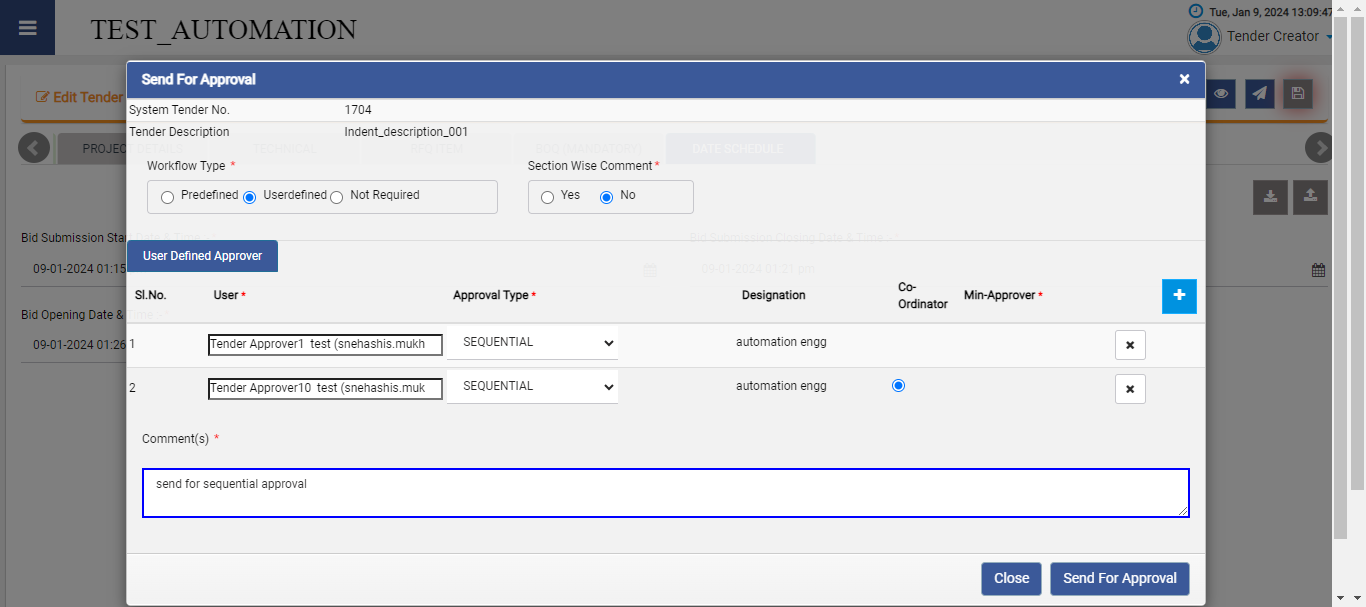 TEST_AUTOMATION
Tue, Jan 9, 2024 13:09:47
Tender Creator
Send For Approval
Edit Tender
System Tender No. 1704
Tender Description Indent_description_001
PROJECT DETAILS TECHNICAL RFQ ITEM DATE SCHEDULE
Workflow Type * Section Wise Comment *
Predefined Userdefined Not Required Yes No
Bid Submission Start Date & Time Bid Submission Closing Date & Time
User Defined Approver
09-01-2024 01:15 09-01-2024 01:21 pm
Sl.No. User * Approval Type * Designation Co-Ordinator Min-Approver *
Bid Opening Date & Time
09-01-2024 01:26
1 Tender Approver1 test (snehashis.mukh SEQUENTIAL automation engg
2 Tender Approver10 test (snehashis.muk SEQUENTIAL automation engg
Comment(s) *
send for sequential approval
Close Send For Approval